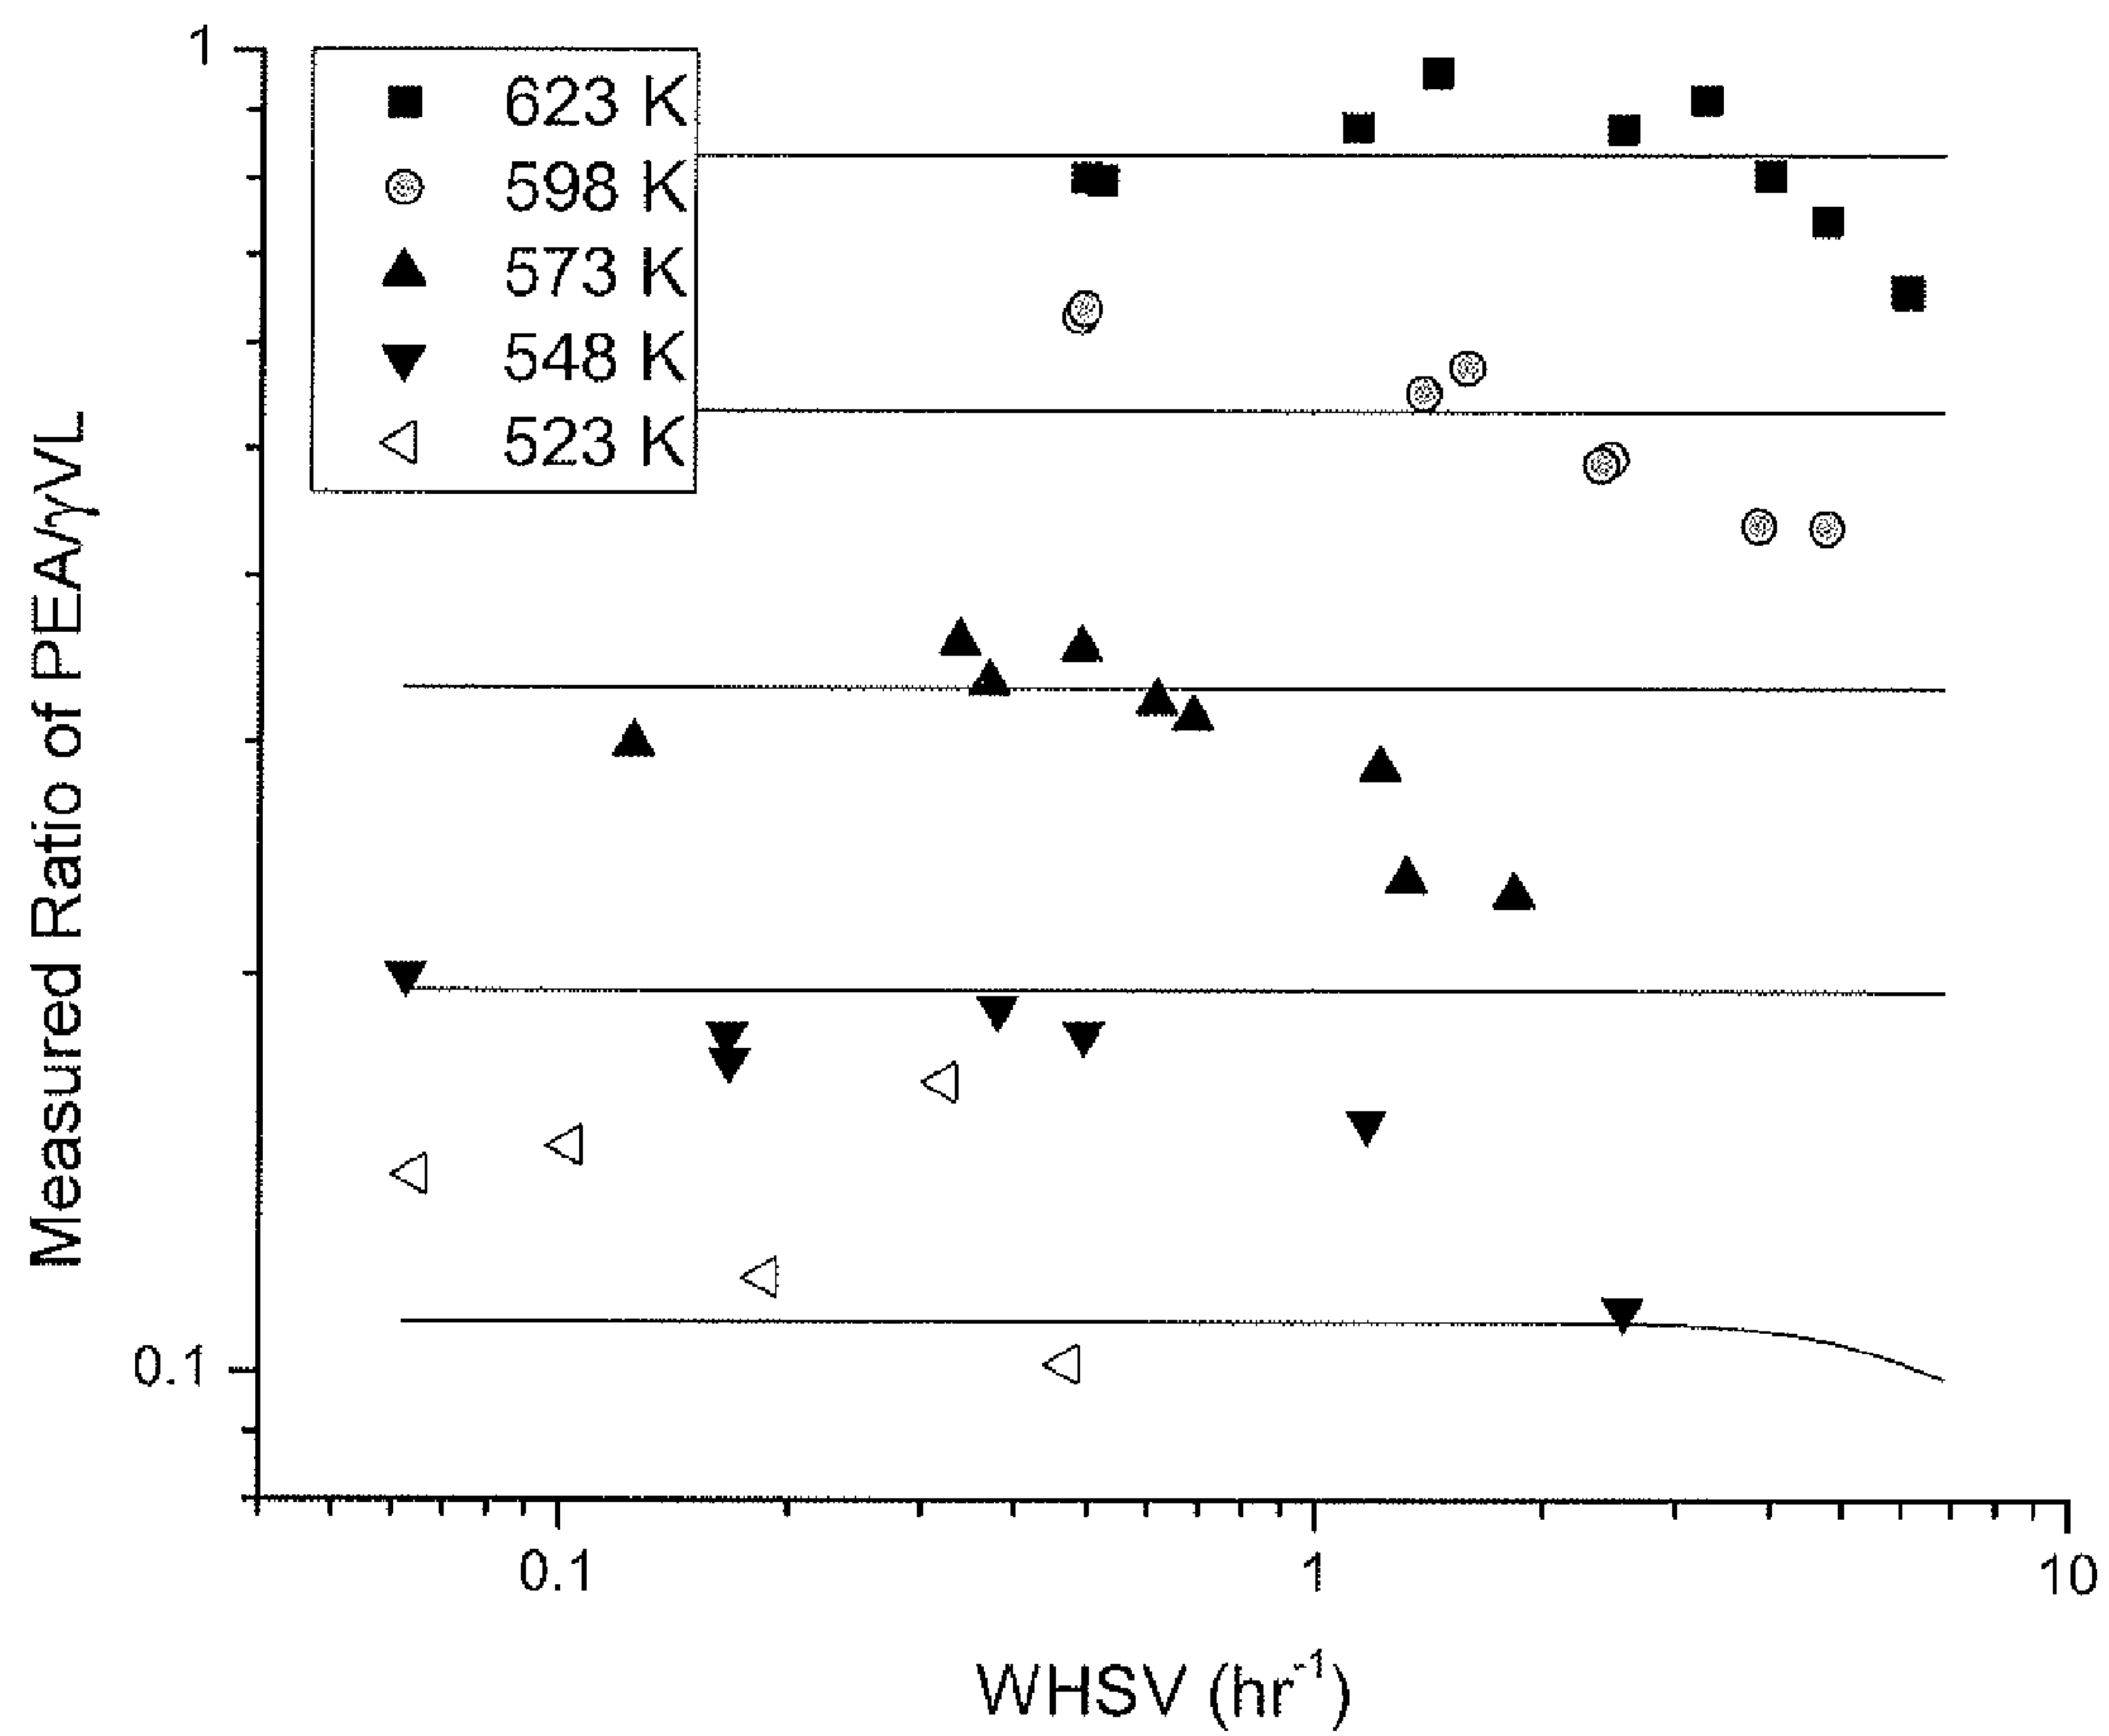 1
623 K
598 K
573 K
548 K
523 K
Measured Ratio of PEA/γVL
0.1
0.1
1
10
WHSV (hr⁻¹)